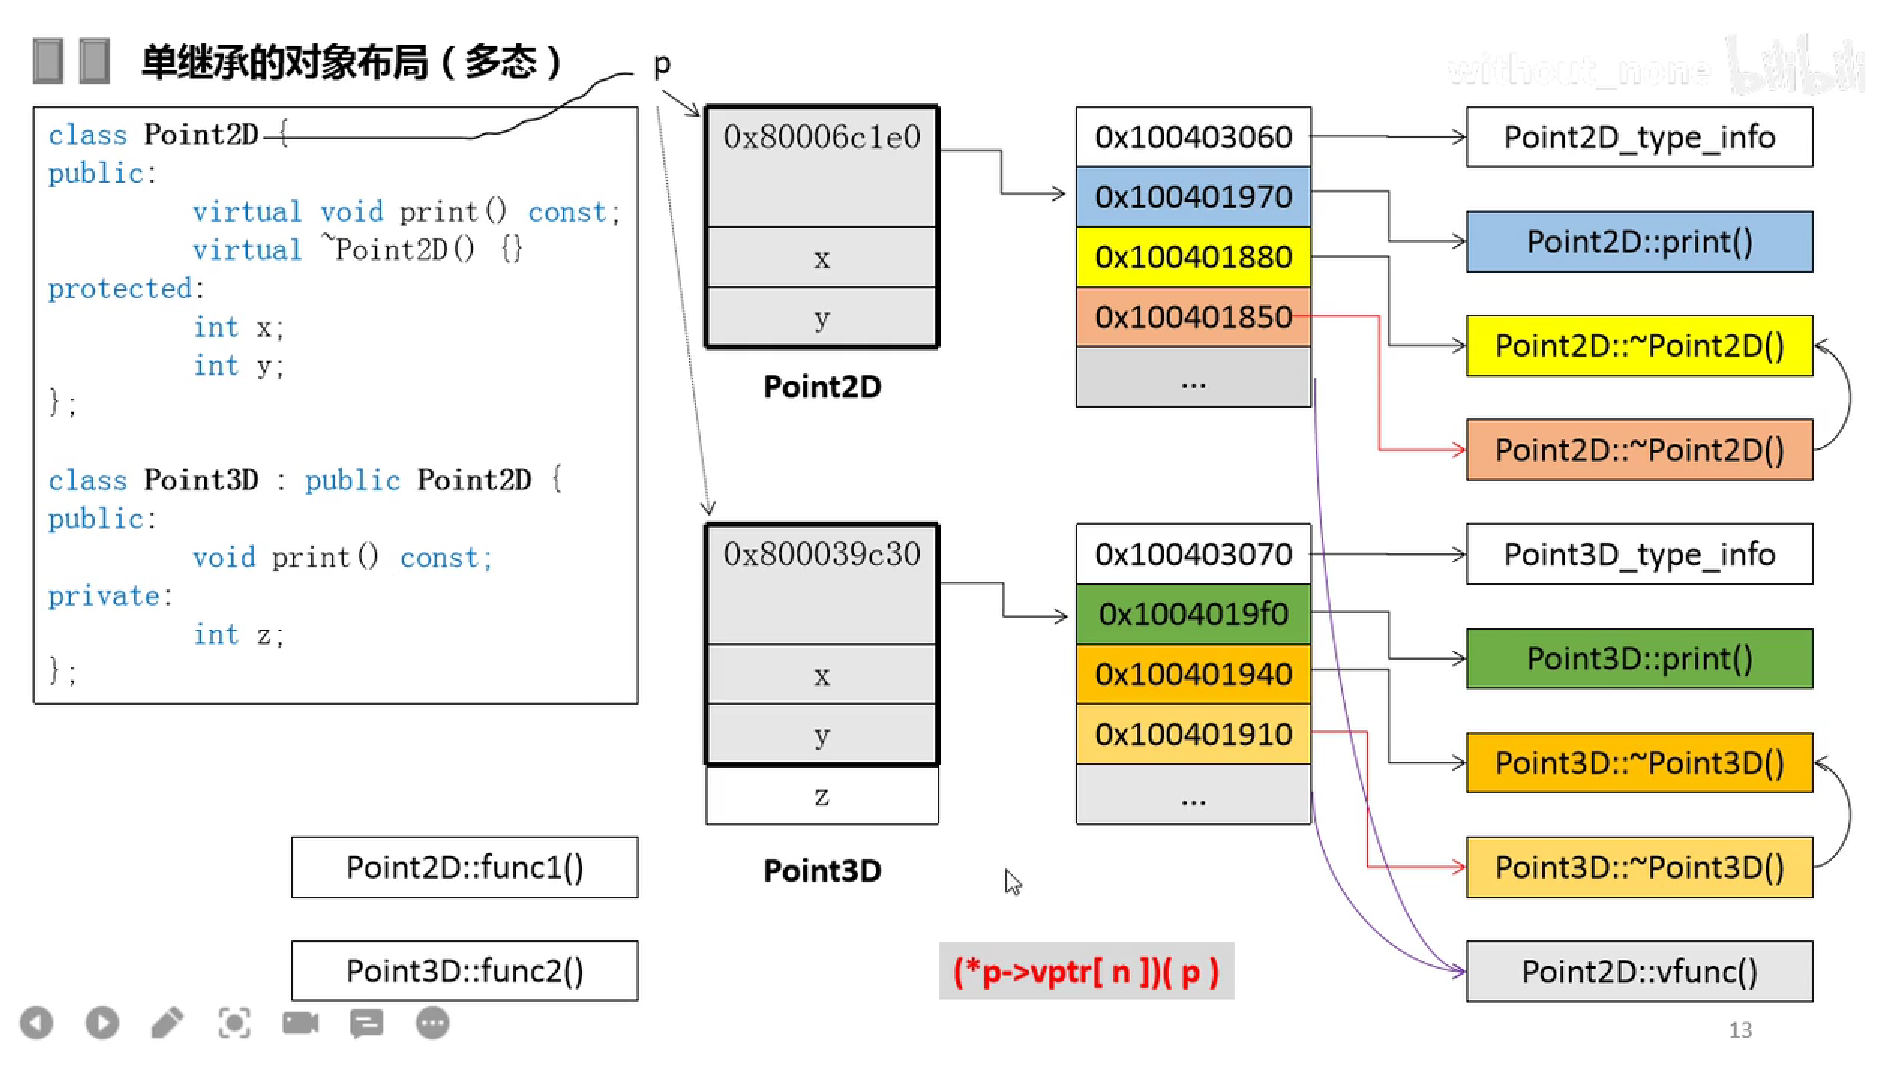 单继承的对象布局（多态）
without_none bilibili
class Point2D {
public:
virtual void print() const;
virtual ~Point2D() {}
protected:
int x;
int y;
};
class Point3D : public Point2D {
public:
void print() const;
private:
int z;
};
Point2D::func1()
Point3D::func2()
p
0x80006c1e0
x
y
Point2D
0x800039c30
x
y
z
Point3D
0x100403060
0x100401970
0x100401880
0x100401850
...
0x100403070
0x1004019f0
0x100401940
0x100401910
...
(*p->vptr[ n ])( p )
Point2D_type_info
Point2D::print()
Point2D::~Point2D()
Point2D::~Point2D()
Point3D_type_info
Point3D::print()
Point3D::~Point3D()
Point3D::~Point3D()
Point2D::vfunc()
13